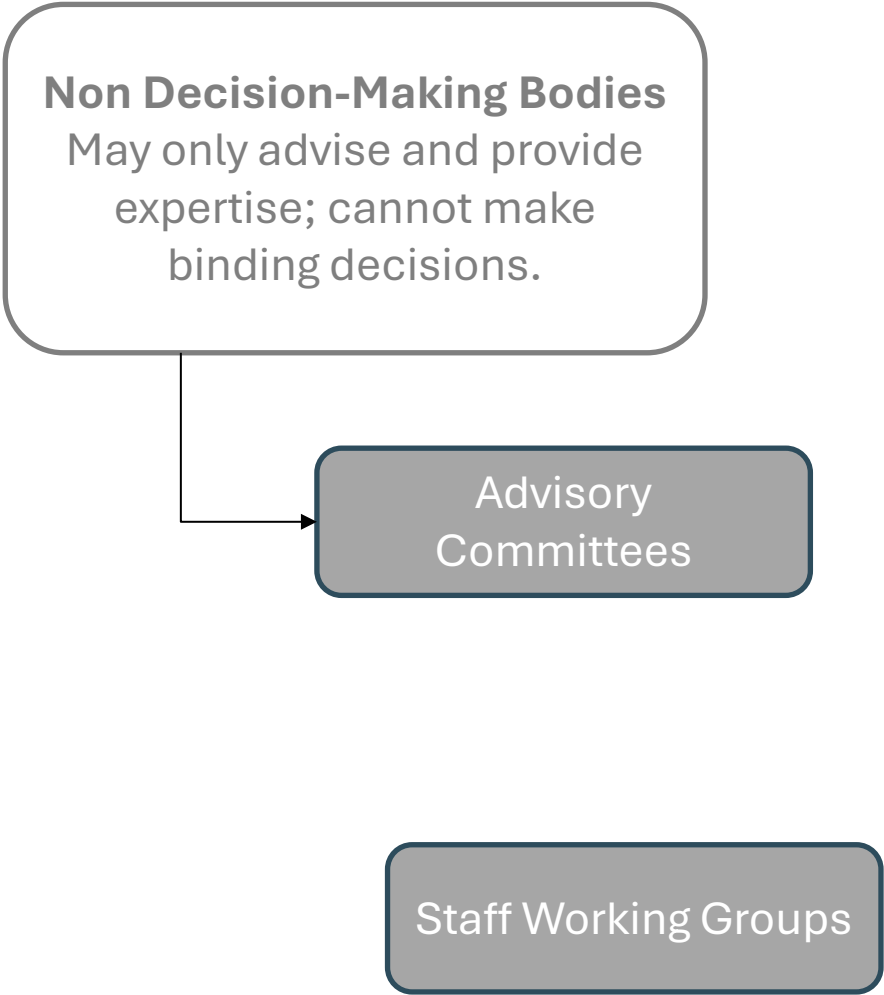 Non Decision-Making Bodies
May only advise and provide
expertise; cannot make
binding decisions.
Advisory
Committees
Staff Working Groups